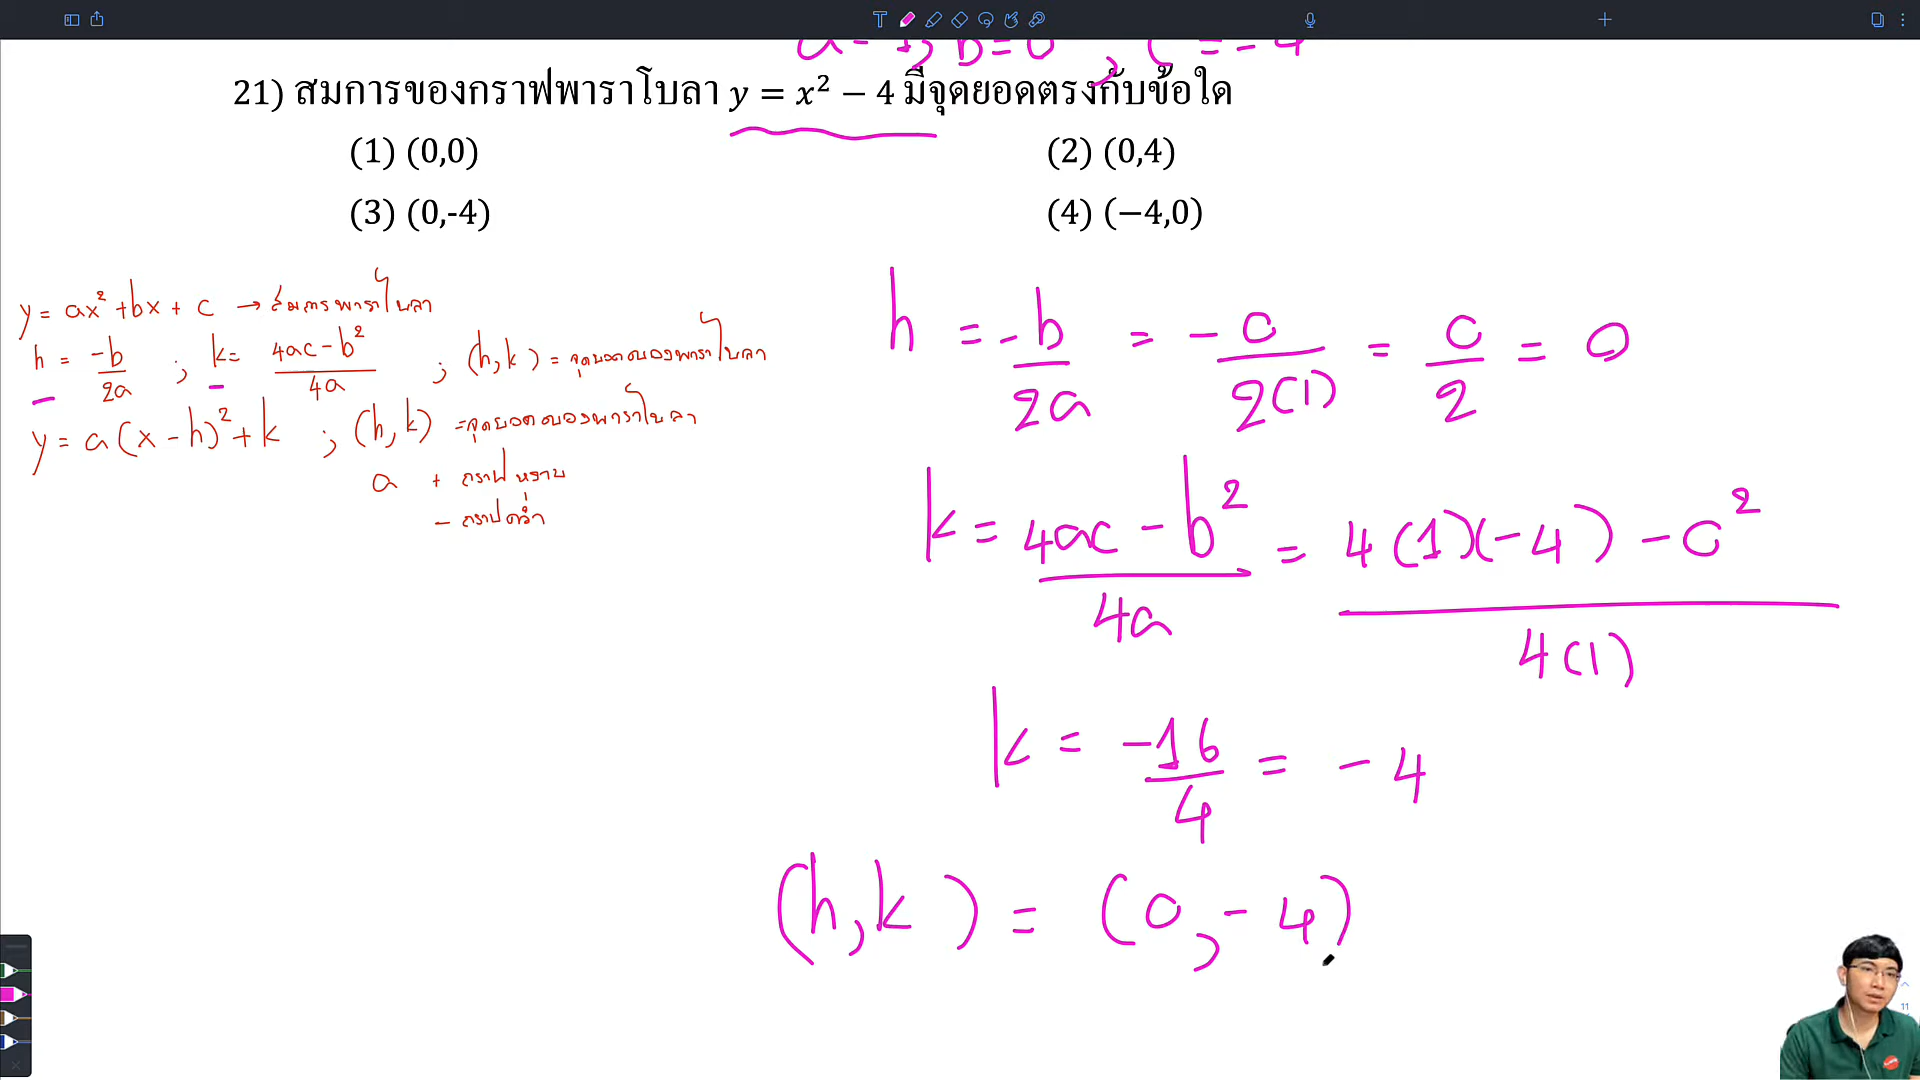 a = 1, b = 0 , c = -4
21) สมการของกราฟพาราโบลา y = x² − 4 มีจุดยอดตรงกับข้อใด
(1) (0,0)
(2) (0,4)
(3) (0,-4)
(4) (−4,0)
y = ax² + bx + c → สมการพาราโบลา
h = -b/2a ; k = (4ac - b²)/4a ; (h, k) = จุดยอดของพาราโบลา
y = a(x - h)² + k ; (h, k) = จุดยอดของพาราโบลา
a + กราฟหงาย
- กราฟคว่ำ
h = -b/2a = -0/2(1) = 0/2 = 0
k = (4ac - b²)/4a = (4(1)(-4) - 0²)/4(1)
k = -16/4 = -4
(h, k) = (0, -4)
11